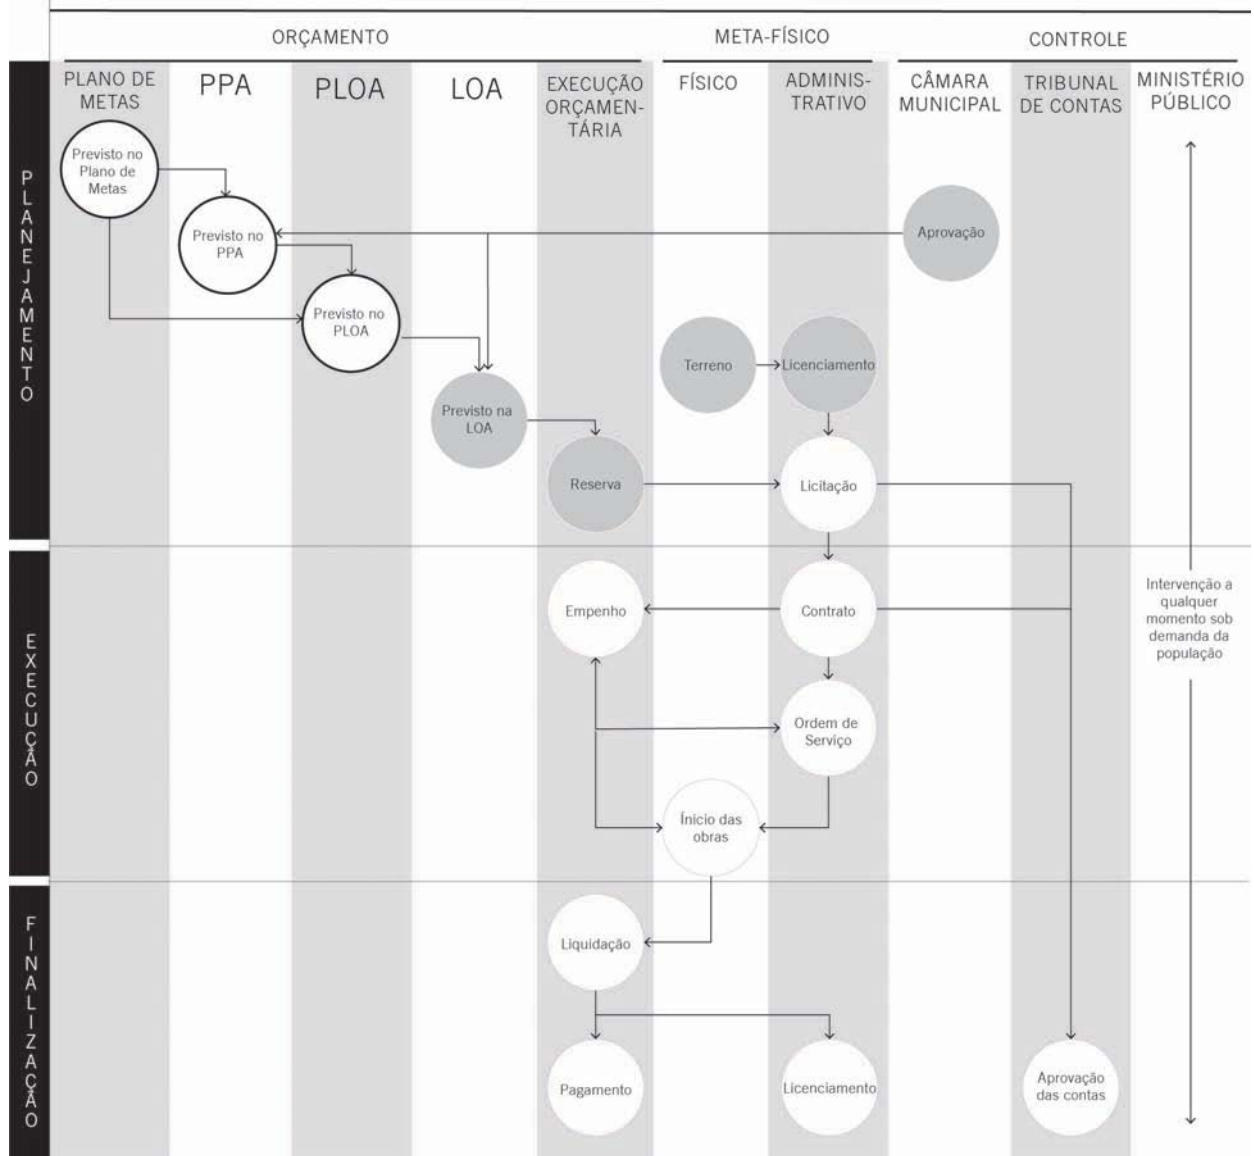 ORÇAMENTO
META-FÍSICO
CONTROLE
PLANO DE
METAS
PPA
PLOA
LOA
EXECUÇÃO
ORÇAMEN-
TÁRIA
FÍSICO
ADMINIS-
TRATIVO
CÂMARA
MUNICIPAL
TRIBUNAL
DE CONTAS
MINISTÉRIO
PÚBLICO
PLANEJAMENTO
Previsto no
Plano de
Metas
Previsto no
PPA
Aprovação
Previsto no
PLOA
Terreno
Licenciamento
Previsto na
LOA
Reserva
Licitação
EXECUÇÃO
Empenho
Contrato
Intervenção a
qualquer
momento sob
demanda da
população
Ordem de
Serviço
Ínicio das
obras
FINALIZAÇÃO
Liquidação
Pagamento
Licenciamento
Aprovação
das contas